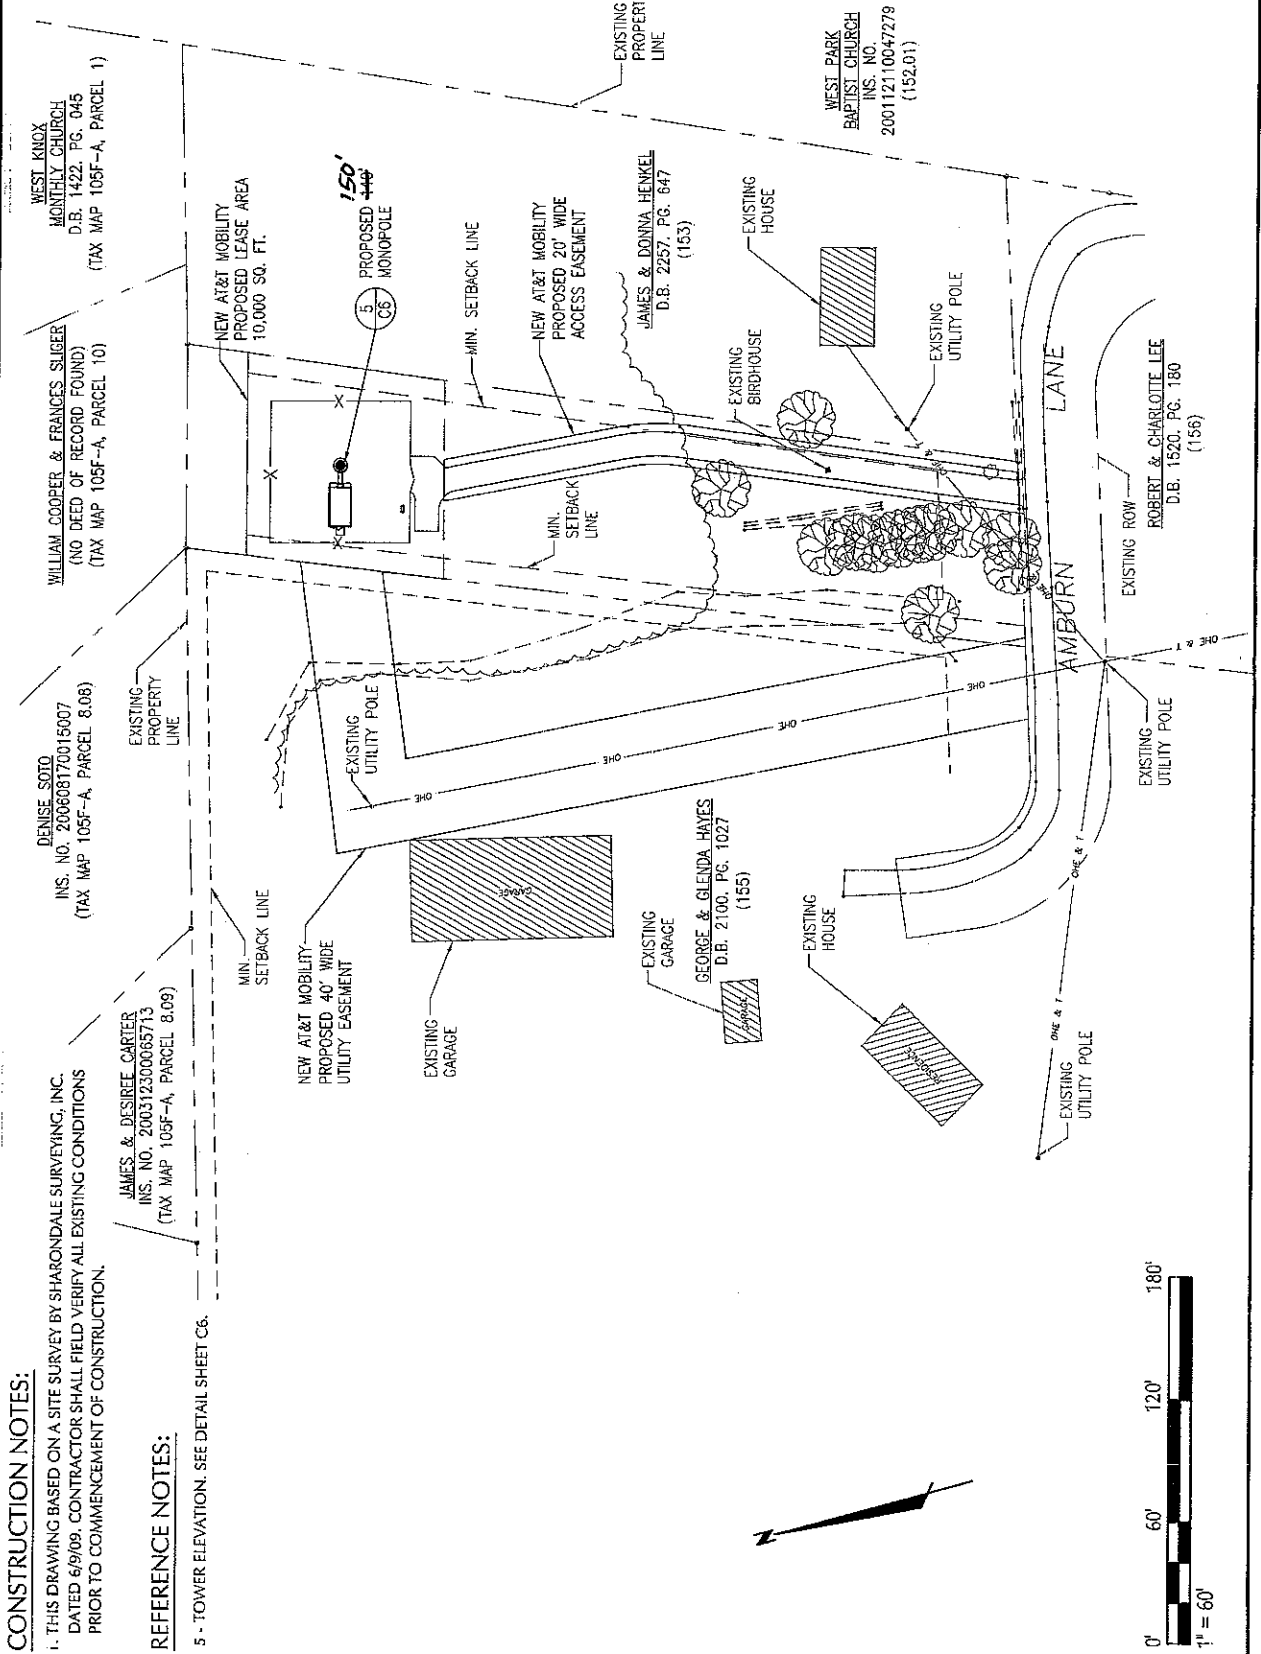 CONSTRUCTION NOTES:
1. THIS DRAWING BASED ON A SITE SURVEY BY SHARONDALE SURVEYING, INC.
DATED 6/9/09. CONTRACTOR SHALL FIELD VERIFY ALL EXISTING CONDITIONS
PRIOR TO COMMENCEMENT OF CONSTRUCTION.
REFERENCE NOTES:
5 - TOWER ELEVATION. SEE DETAIL SHEET C6.
JAMES & DESIREE CARTER
INS. NO. 200312300065713
(TAX MAP 105F-A, PARCEL 8.09)
DENISE SOTO
INS. NO. 200608170015007
(TAX MAP 105F-A, PARCEL 8.08)
WILLIAM COOPER & FRANCES SLIGER
(NO DEED OF RECORD FOUND)
(TAX MAP 105F-A, PARCEL 10)
WEST KNOX
MONTHLY CHURCH
D.B. 1422. PG. 045
(TAX MAP 105F-A, PARCEL 1)
EXISTING
PROPERTY
LINE
MIN.
SETBACK LINE
NEW AT&T MOBILITY
PROPOSED LEASE AREA
10,000 SQ. FT.
150'
140'
PROPOSED
MONOPOLE
5
C6
X
X
X
MIN. SETBACK LINE
NEW AT&T MOBILITY
PROPOSED 20' WIDE
ACCESS EASEMENT
MIN.
SETBACK
LINE
EXISTING
PROPERTY
LINE
WEST PARK
BAPTIST CHURCH
INS. NO.
200112110047279
(152.01)
JAMES & DONNA HENKEL
D.B. 2257. PG. 647
(153)
EXISTING
HOUSE
EXISTING
BIRDHOUSE
EXISTING
UTILITY POLE
NEW AT&T MOBILITY
PROPOSED 40' WIDE
UTILITY EASEMENT
EXISTING
UTILITY POLE
OHE
OHE
OHE
OHE
EXISTING
GARAGE
GARAGE
EXISTING
GARAGE
GARAGE
GEORGE & GLENDA HAYES
D.B. 2100. PG. 1027
(155)
EXISTING
HOUSE
RESIDENCE
AMBURN LANE
OHE
OHE & T
OHE & T
OHE & T
OHE & T
EXISTING ROW
ROBERT & CHARLOTTE LEE
D.B. 1520. PG. 180
(156)
EXISTING
UTILITY POLE
EXISTING
UTILITY POLE
N
0' 60' 120' 180'
1" = 60'